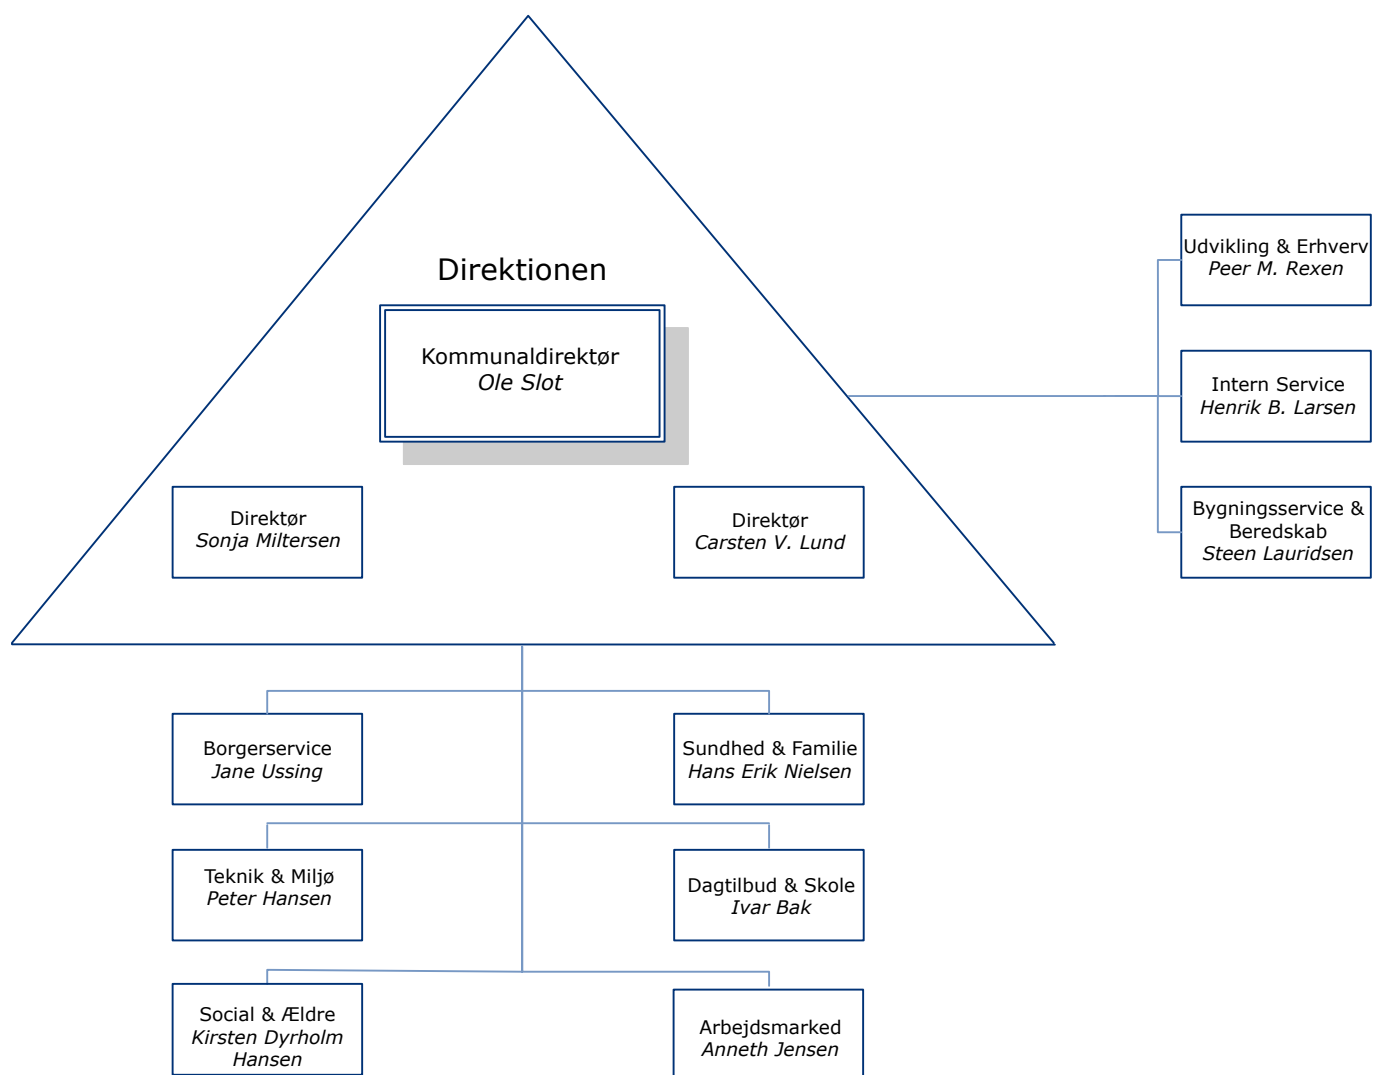 Direktionen
Kommunaldirektør
Ole Slot
Direktør
Sonja Miltersen
Direktør
Carsten V. Lund
Udvikling & Erhverv
Peer M. Rexen
Intern Service
Henrik B. Larsen
Bygningsservice &
Beredskab
Steen Lauridsen
Borgerservice
Jane Ussing
Sundhed & Familie
Hans Erik Nielsen
Teknik & Miljø
Peter Hansen
Dagtilbud & Skole
Ivar Bak
Social & Ældre
Kirsten Dyrholm
Hansen
Arbejdsmarked
Anneth Jensen